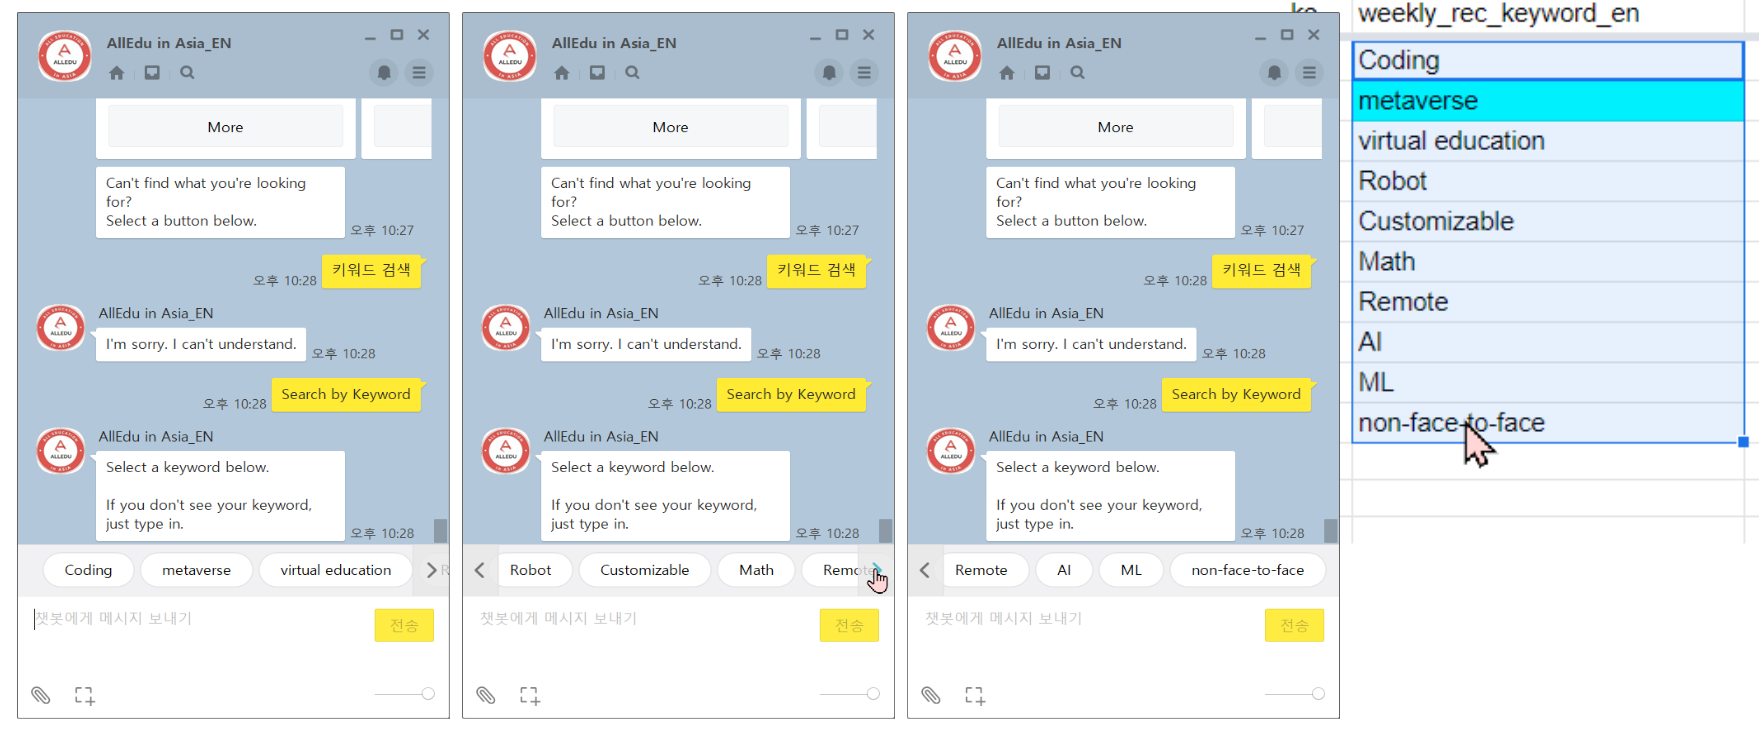 AllEdu in Asia_EN
More
Can't find what you're looking
for?
Select a button below.
오후 10:27
키워드 검색
오후 10:28
AllEdu in Asia_EN
ALLEDU
I'm sorry. I can't understand.
오후 10:28
Search by Keyword
오후 10:28
AllEdu in Asia_EN
ALLEDU
Select a keyword below.
If you don't see your keyword,
just type in.
오후 10:28
Coding
metaverse
virtual education
R
챗봇에게 메시지 보내기
전송
AllEdu in Asia_EN
More
Can't find what you're looking
for?
Select a button below.
오후 10:27
키워드 검색
오후 10:28
AllEdu in Asia_EN
ALLEDU
I'm sorry. I can't understand.
오후 10:28
Search by Keyword
오후 10:28
AllEdu in Asia_EN
ALLEDU
Select a keyword below.
If you don't see your keyword,
just type in.
오후 10:28
Robot
Customizable
Math
Remote
챗봇에게 메시지 보내기
전송
AllEdu in Asia_EN
More
Can't find what you're looking
for?
Select a button below.
오후 10:27
키워드 검색
오후 10:28
AllEdu in Asia_EN
ALLEDU
I'm sorry. I can't understand.
오후 10:28
Search by Keyword
오후 10:28
AllEdu in Asia_EN
ALLEDU
Select a keyword below.
If you don't see your keyword,
just type in.
오후 10:28
Remote
AI
ML
non-face-to-face
챗봇에게 메시지 보내기
전송
weekly_rec_keyword_en
Coding
metaverse
virtual education
Robot
Customizable
Math
Remote
AI
ML
non-face-to-face